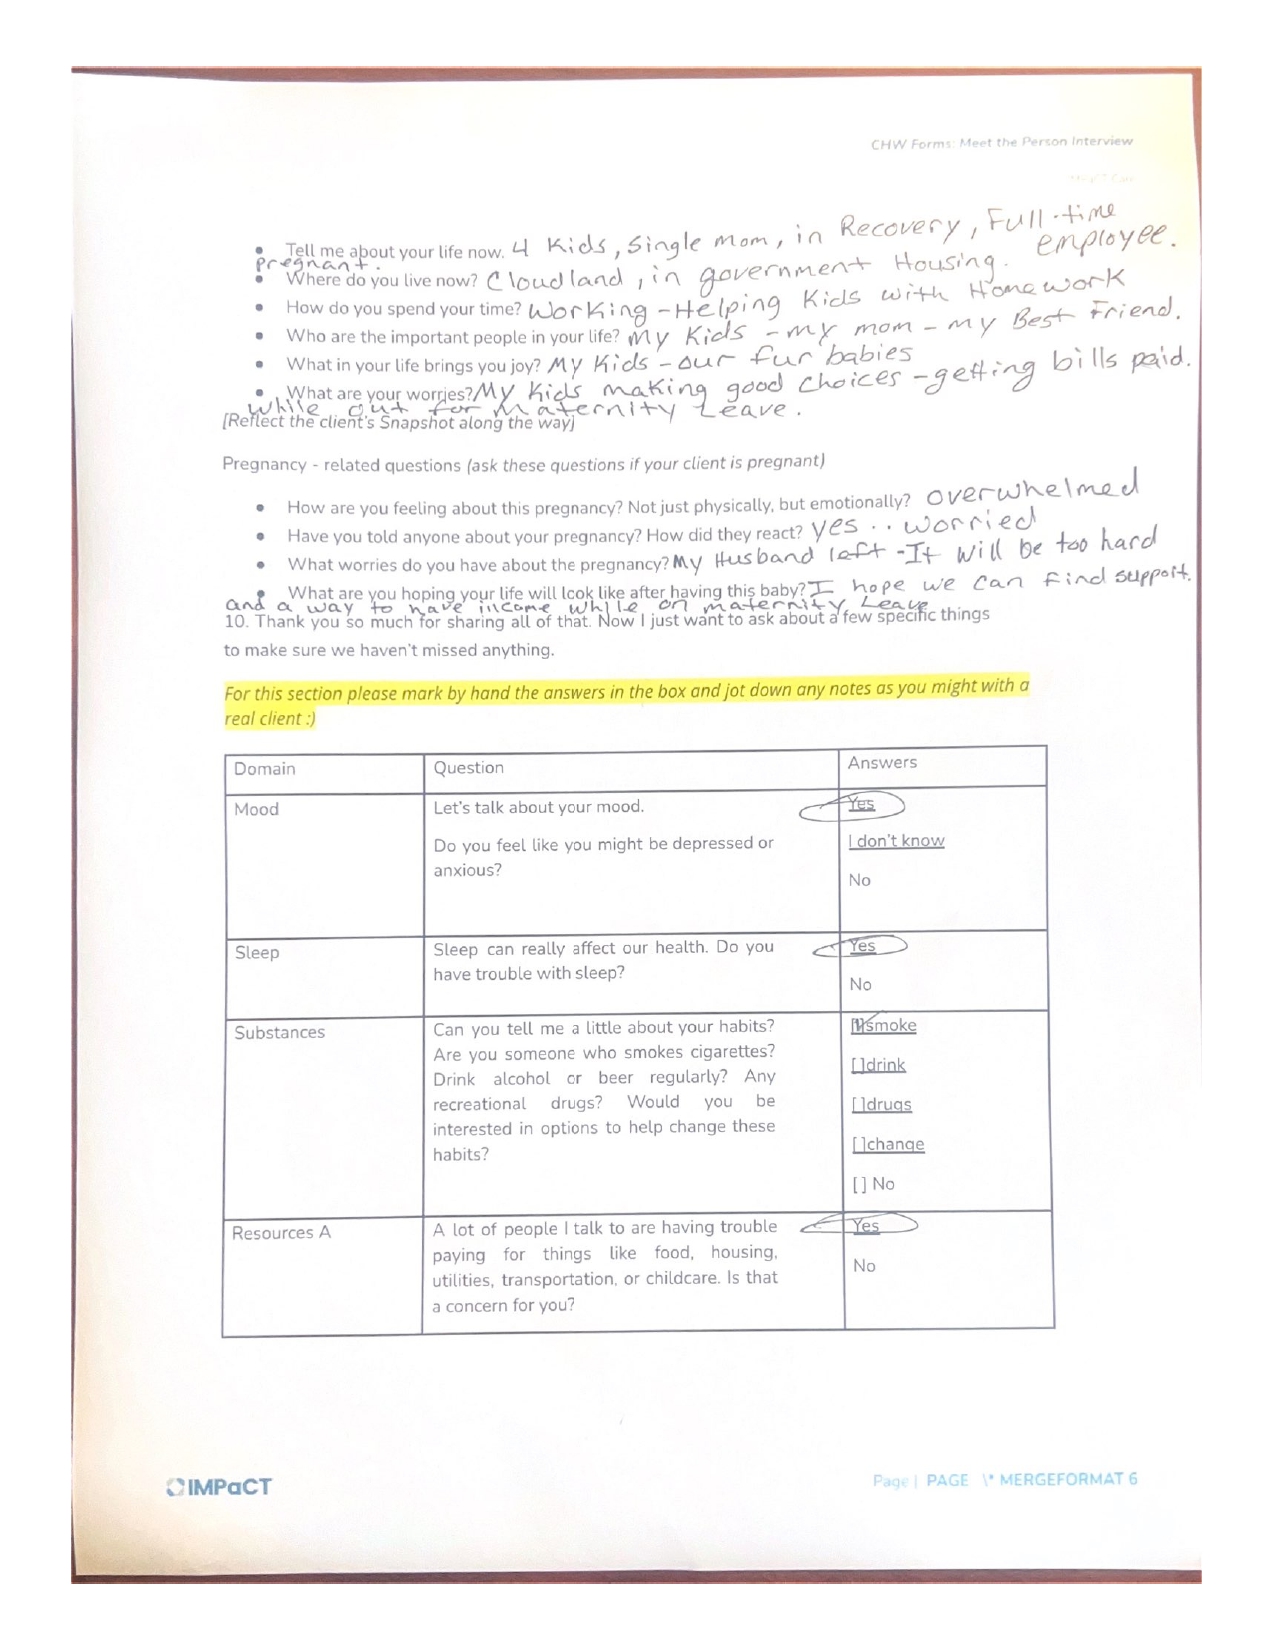 CHW Forms: Meet the Person Interview
• Tell me about your life now. 4 Kids, Single Mom, in Recovery, Full-time employee.
pregnant.
• Where do you live now? Cloudland, in government Housing.
• How do you spend your time? Working - Helping Kids with Homework
• Who are the important people in your life? My Kids - my mom - my Best Friend.
• What in your life brings you joy? My Kids - our fur babies
• What are your worries? My Kids making good choices - getting bills paid.
while out for Maternity Leave.
[Reflect the client's Snapshot along the way]
Pregnancy - related questions (ask these questions if your client is pregnant)
• How are you feeling about this pregnancy? Not just physically, but emotionally? overwhelmed
• Have you told anyone about your pregnancy? How did they react? yes .. worried
• What worries do you have about the pregnancy? My Husband left - It will be too hard
• What are you hoping your life will look like after having this baby? I hope we can find support.
and a way to have income while on maternity Leave
10. Thank you so much for sharing all of that. Now I just want to ask about a few specific things
to make sure we haven't missed anything.
For this section please mark by hand the answers in the box and jot down any notes as you might with a
real client :)
Domain Question Answers
Mood Let's talk about your mood. Yes
Do you feel like you might be depressed or I don't know
anxious?
No
Sleep Sleep can really affect our health. Do you Yes
have trouble with sleep?
No
Substances Can you tell me a little about your habits? [✓]smoke
Are you someone who smokes cigarettes?
Drink alcohol or beer regularly? Any []drink
recreational drugs? Would you be []drugs
interested in options to help change these
habits? []change
[] No
Resources A A lot of people I talk to are having trouble Yes
paying for things like food, housing,
utilities, transportation, or childcare. Is that No
a concern for you?
IMPaCT
Page | PAGE \* MERGEFORMAT 6